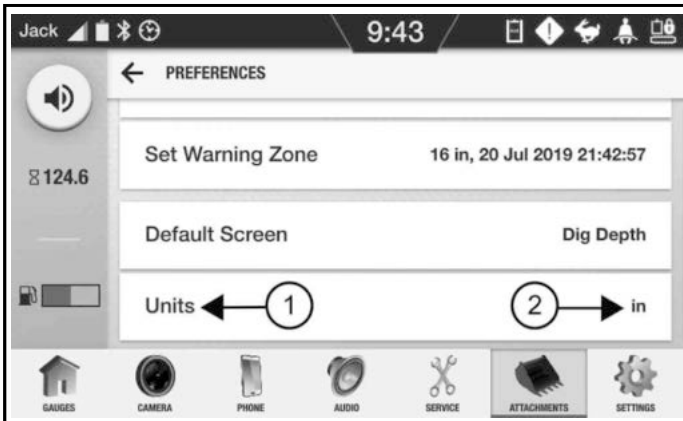 Jack 9:43
PREFERENCES
Set Warning Zone 16 in, 20 Jul 2019 21:42:57
124.6
Default Screen Dig Depth
Units 1 2 in
GAUGES CAMERA PHONE AUDIO SERVICE ATTACHMENTS SETTINGS